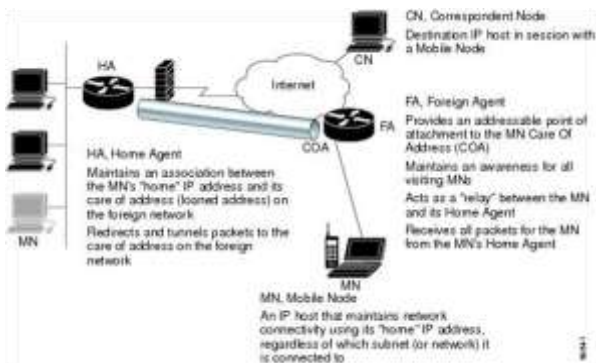 CN, Correspondent Node
Destination IP host in session with
a Mobile Node
CN
HA
Internet
FA
COA
FA, Foreign Agent
Provides an addressable point of
attachment to the MN Care Of
Address (COA)
Maintains an awareness for all
visiting MNs
Acts as a "relay" between the MN
and its Home Agent
Receives all packets for the MN
from the MN's Home Agent
HA, Home Agent
Maintains an association between
the MN's "home" IP address and its
care of address (loaned address) on
the foreign network
Redirects and tunnels packets to the
care of address on the foreign
network
MN
MN
MN, Mobile Node
An IP host that maintains network
connectivity using its "home" IP address,
regardless of which subnet (or network) it
is connected to